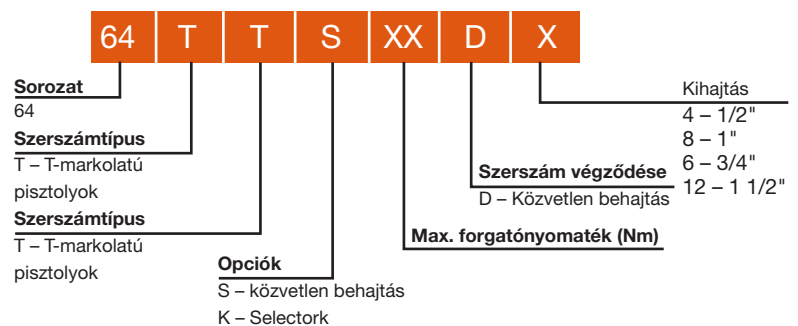 64 T T S XX D X
Sorozat
64
Szerszámtípus
T – T-markolatú
pisztolyok
Szerszámtípus
T – T-markolatú
pisztolyok
Opciók
S – közvetlen behajtás
K – Selectork
Max. forgatónyomaték (Nm)
Szerszám végződése
D – Közvetlen behajtás
Kihajtás
4 – 1/2"
8 – 1"
6 – 3/4"
12 – 1 1/2"